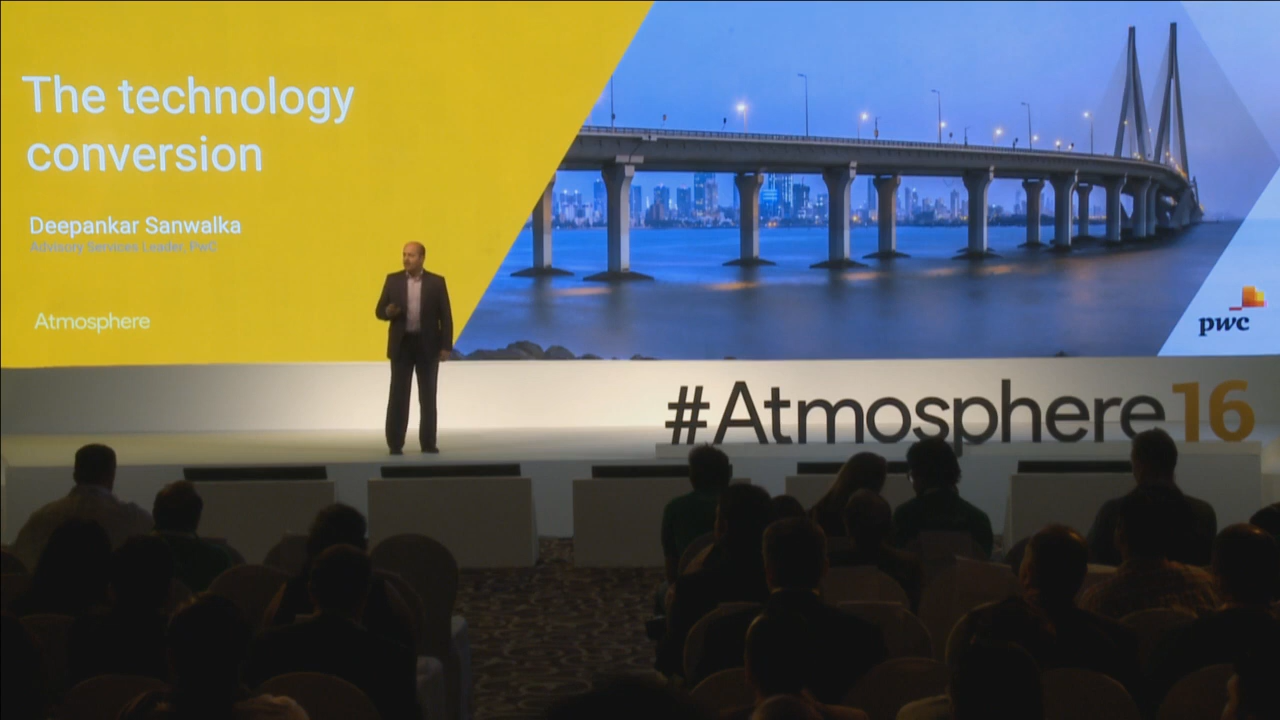 The technology
conversion
Deepankar Sanwalka
Advisory Services Leader, PwC
Atmosphere
pwc
#Atmosphere16